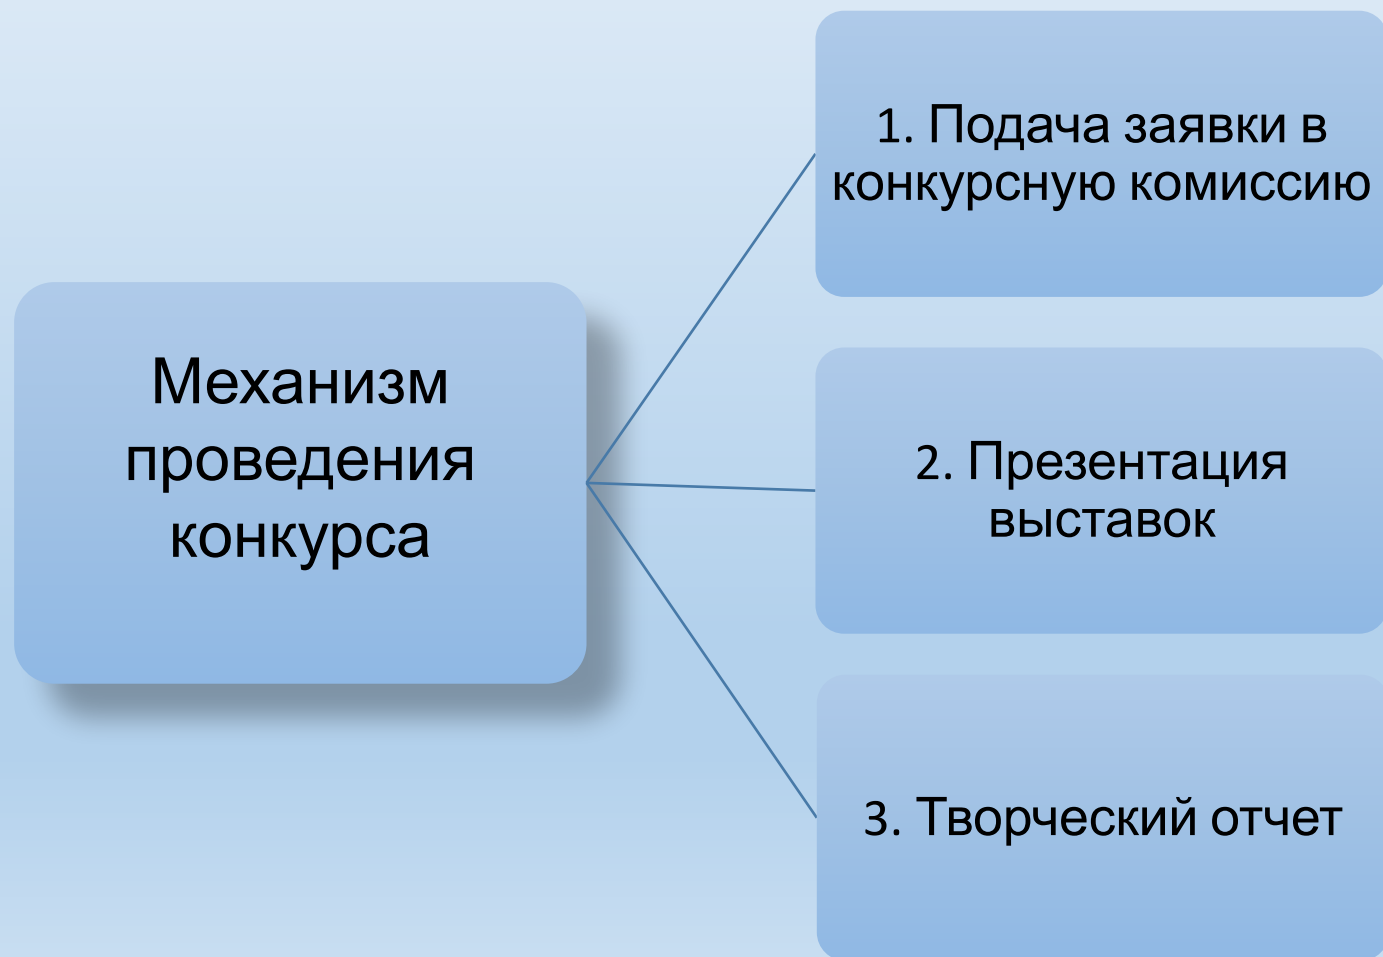 Механизм
проведения
конкурса
1. Подача заявки в
конкурсную комиссию
2. Презентация
выставок
3. Творческий отчет